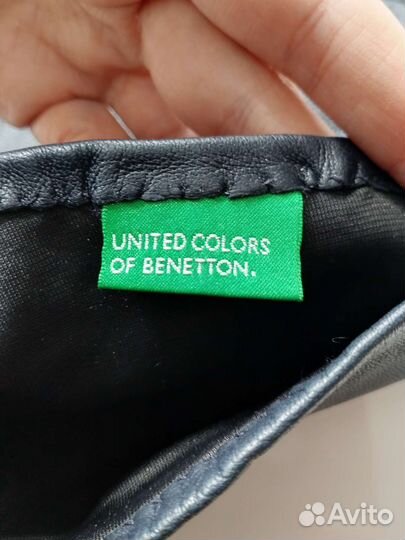 UNITED COLORS
OF BENETTON.
Avito